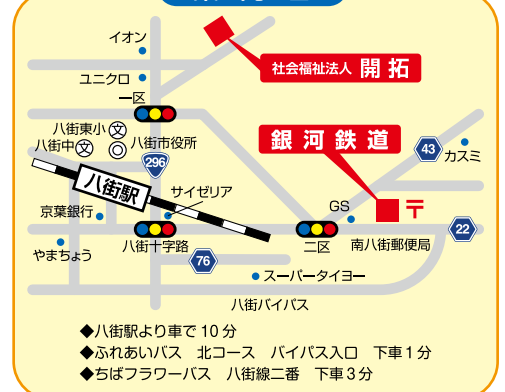 イオン
ユニクロ
一区
社会福祉法人 開拓
八街東小 文
八街中 文
八街市役所
296
銀河鉄道
43
カスミ
八街駅
サイゼリア
京葉銀行
GS
〒
22
やまちょう
八街十字路
二区
南八街郵便局
76
スーパータイヨー
八街バイパス
◆八街駅より車で10分
◆ふれあいバス 北コース バイパス入口 下車1分
◆ちばフラワーバス 八街線二番 下車3分